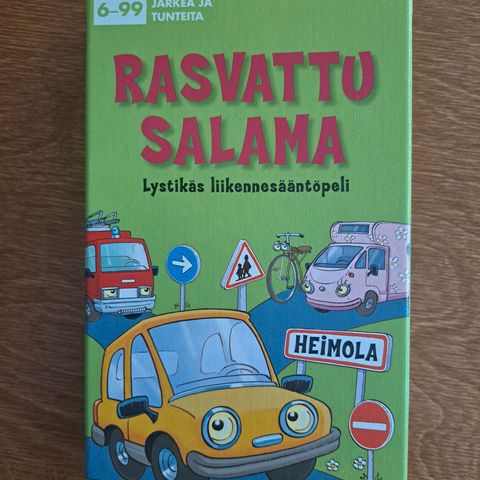 6–99
JÄRKEÄ JA
TUNTEITA
RASVATTU
SALAMA
Lystikäs liikennesääntöpeli
HEIMOLA